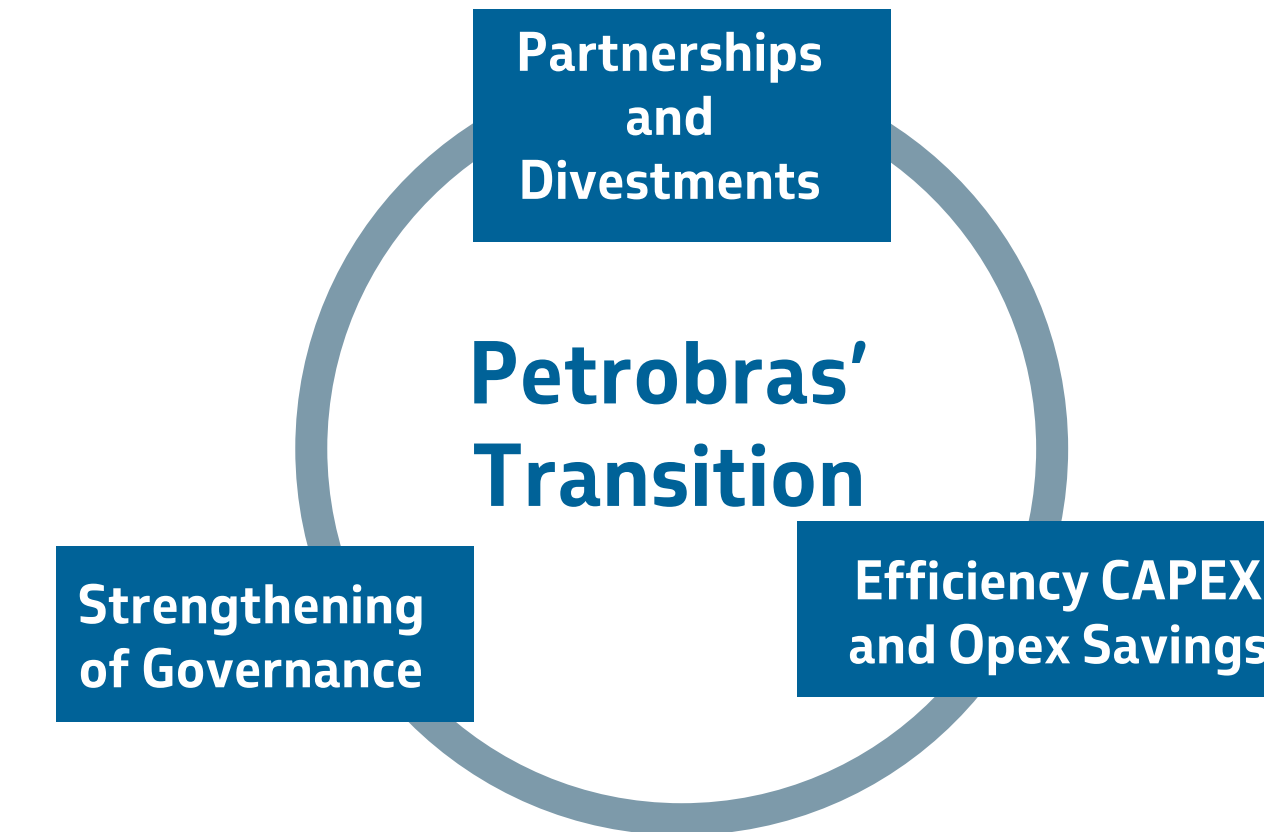 Partnerships
and
Divestments
Petrobras’
Transition
Strengthening
of Governance
Efficiency CAPEX
and Opex Savings